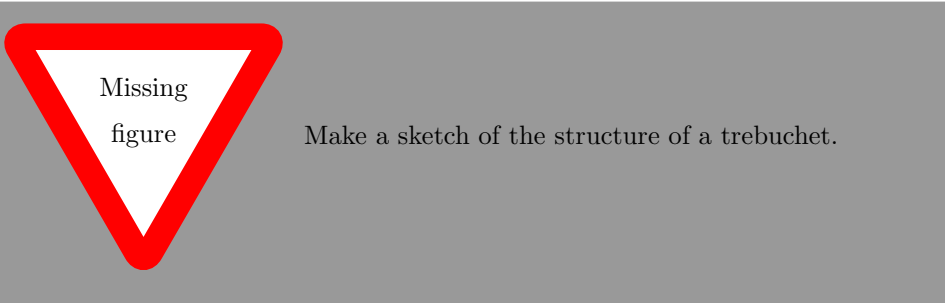 Missing
figure
Make a sketch of the structure of a trebuchet.